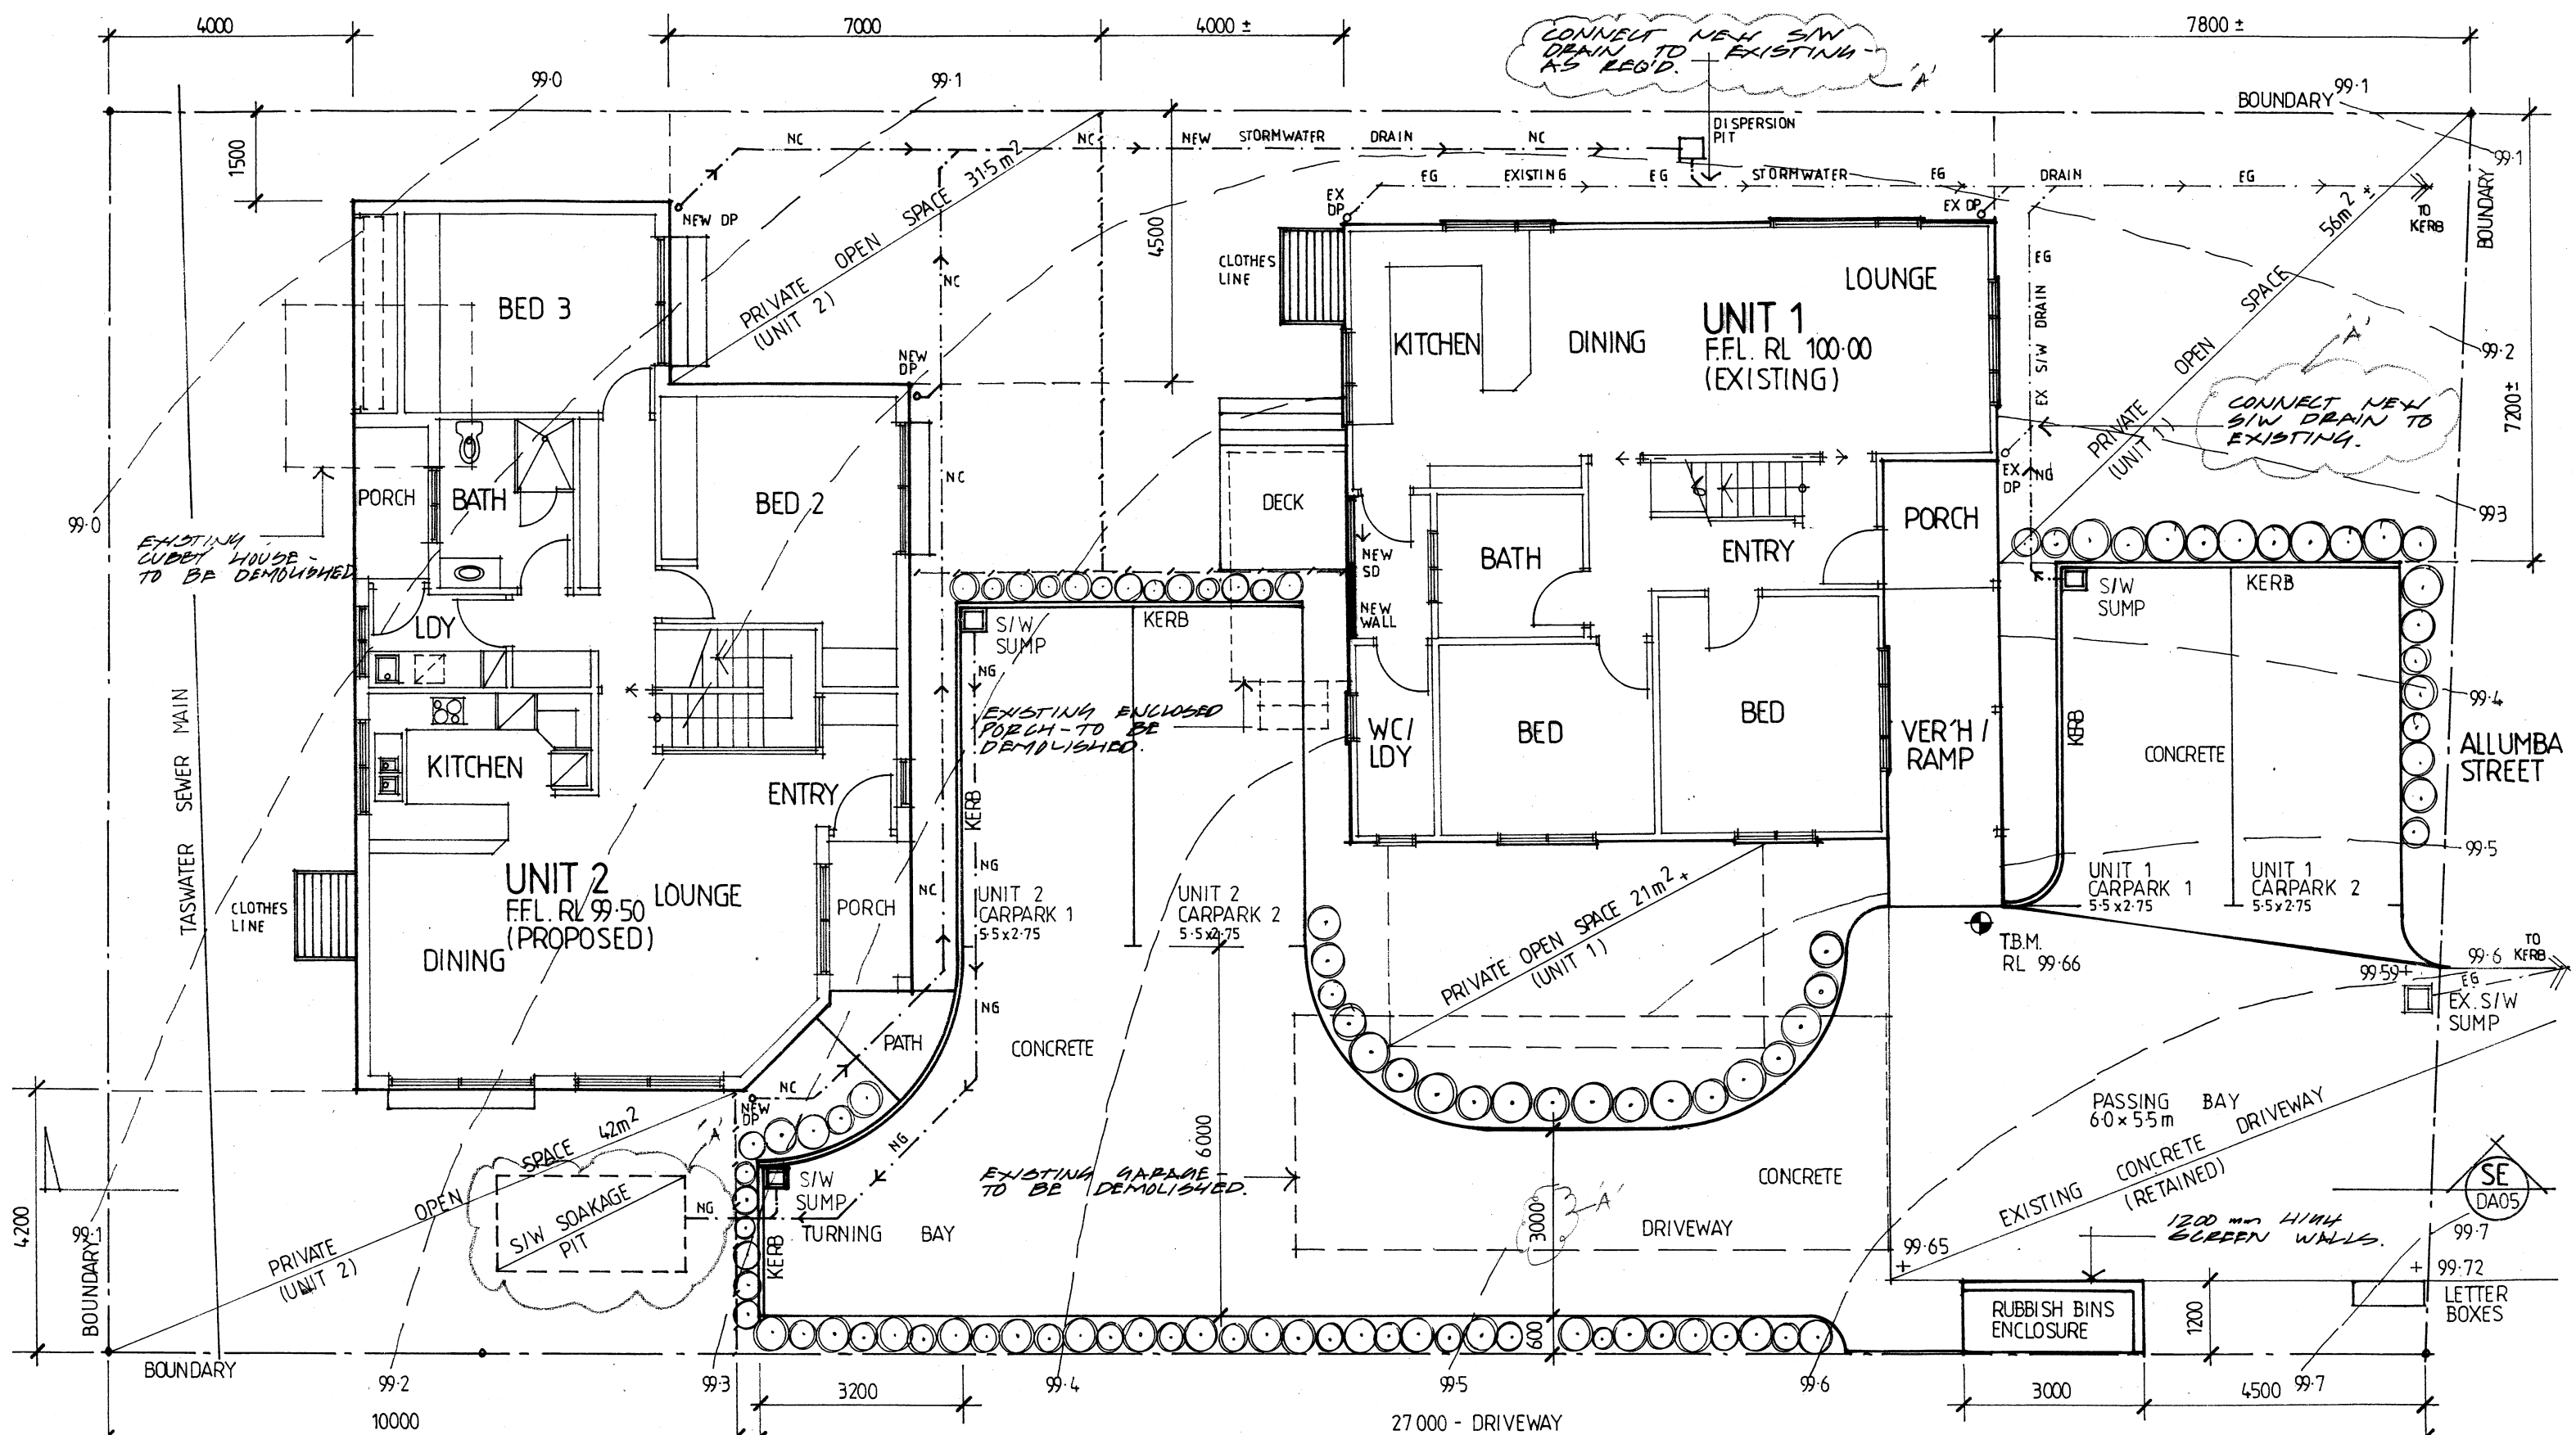 4000
7000
4000 ±
7800 ±
CONNECT NEW S/W
DRAIN TO EXISTING -
AS REQ'D.
'A'
99·0
99·1
99·1
BOUNDARY
1500
NC
NC
NEW STORMWATER DRAIN
NC
DISPERSION
PIT
99·1
EG
EXISTING
EG
STORMWATER
EG
DRAIN
EG
TO
KERB
BOUNDARY
NEW DP
EX
DP
EX DP
PRIVATE OPEN SPACE 31·5m²
(UNIT 2)
4500
CLOTHES
LINE
NC
BED 3
KITCHEN
DINING
LOUNGE
UNIT 1
F.F.L. RL 100·00
(EXISTING)
EG
EX S/W DRAIN
PRIVATE OPEN SPACE 56m² ±
(UNIT 1)
'A'
99·2
7200±
NEW
DP
CONNECT NEW
S/W DRAIN TO
EXISTING.
EX
DP
NG
99·3
99·0
PORCH
BATH
BED 2
NC
DECK
NEW
SD
BATH
ENTRY
PORCH
EXISTING
CUBBY HOUSE -
TO BE DEMOLISHED
LDY
S/W
SUMP
KERB
NEW
WALL
S/W
SUMP
KERB
TASWATER SEWER MAIN
NG
EXISTING ENCLOSED
PORCH - TO BE
DEMOLISHED.
WC/
LDY
BED
BED
VER'H /
RAMP
KERB
CONCRETE
99·4
ALLUMBA
STREET
KITCHEN
ENTRY
KERB
99·5
UNIT 2
F.F.L. RL 99·50
(PROPOSED)
LOUNGE
DINING
CLOTHES
LINE
PORCH
NC
NG
UNIT 2
CARPARK 1
5·5x2·75
UNIT 2
CARPARK 2
5·5x2·75
UNIT 1
CARPARK 1
5·5x2·75
UNIT 1
CARPARK 2
5·5x2·75
PRIVATE OPEN SPACE 21m² +
(UNIT 1)
T.B.M.
RL 99·66
99·59+
99·6
TO
KERB
EG
EX. S/W
SUMP
NG
PATH
CONCRETE
NC
NEW
DP
NG
6000
PASSING BAY
6·0 x 5·5m
EXISTING CONCRETE DRIVEWAY
(RETAINED)
4200
PRIVATE OPEN SPACE 42m²
(UNIT 2)
'A'
S/W SOAKAGE
PIT
NG
S/W
SUMP
TURNING BAY
KERB
EXISTING GARAGE -
TO BE DEMOLISHED.
3000
'A'
CONCRETE
DRIVEWAY
SE
DA05
1200 mm HIGH
SCREEN WALLS.
99·7
99·65
+
+ 99·72
99·1
BOUNDARY
600
RUBBISH BINS
ENCLOSURE
1200
LETTER
BOXES
BOUNDARY
99·2
99·3
3200
99·4
99·5
99·6
3000
4500
99·7
10000
27000 - DRIVEWAY